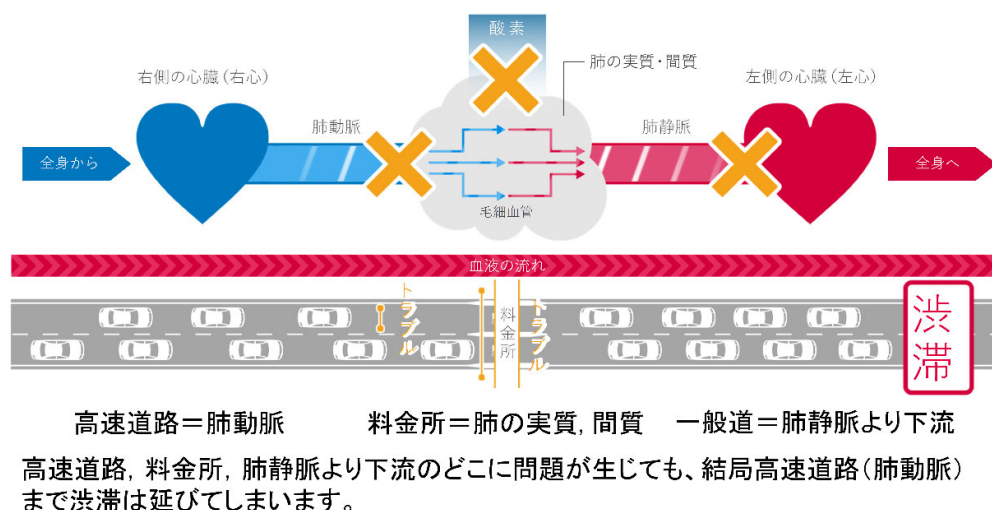 酸素
肺の実質・間質
右側の心臓(右心)
左側の心臓(左心)
肺動脈
肺静脈
全身から
全身へ
毛細血管
血液の流れ
トラブル
料金所
トラブル
渋滞
高速道路=肺動脈
料金所=肺の実質, 間質
一般道=肺静脈より下流
高速道路, 料金所, 肺静脈より下流のどこに問題が生じても、結局高速道路(肺動脈)
まで渋滞は延びてしまいます。